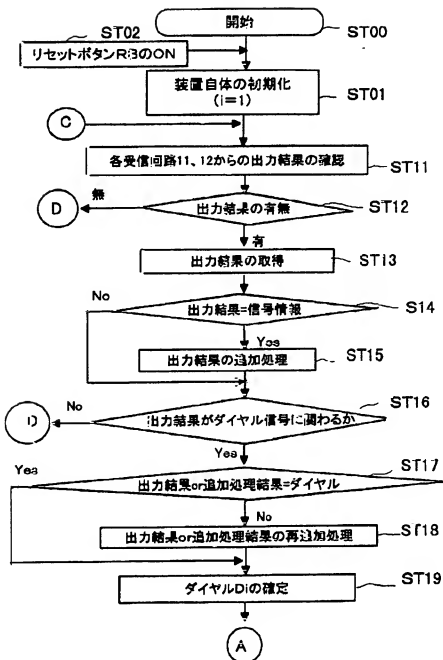 開始
ST00
ST02
リセットボタンRBのON
装置自体の初期化
(i=1)
ST01
C
各受信回路11、12からの出力結果の確認
ST11
無
D
出力結果の有無
ST12
有
出力結果の取得
ST13
No
出力結果=信号情報
S14
Yes
出力結果の追加処理
ST15
No
D
出力結果がダイヤル信号に関わるか
ST16
Yes
Yes
出力結果or追加処理結果=ダイヤル
ST17
No
出力結果or追加処理結果の再追加処理
ST18
ダイヤルDiの確定
ST19
A